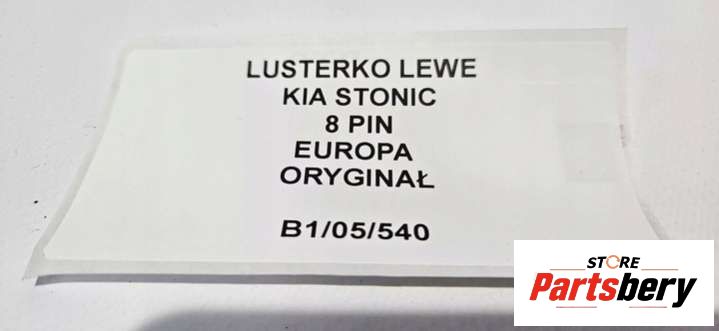 LUSTERKO LEWE
KIA STONIC
8 PIN
EUROPA
ORYGINAŁ
B1/05/540
STORE
Partsbery